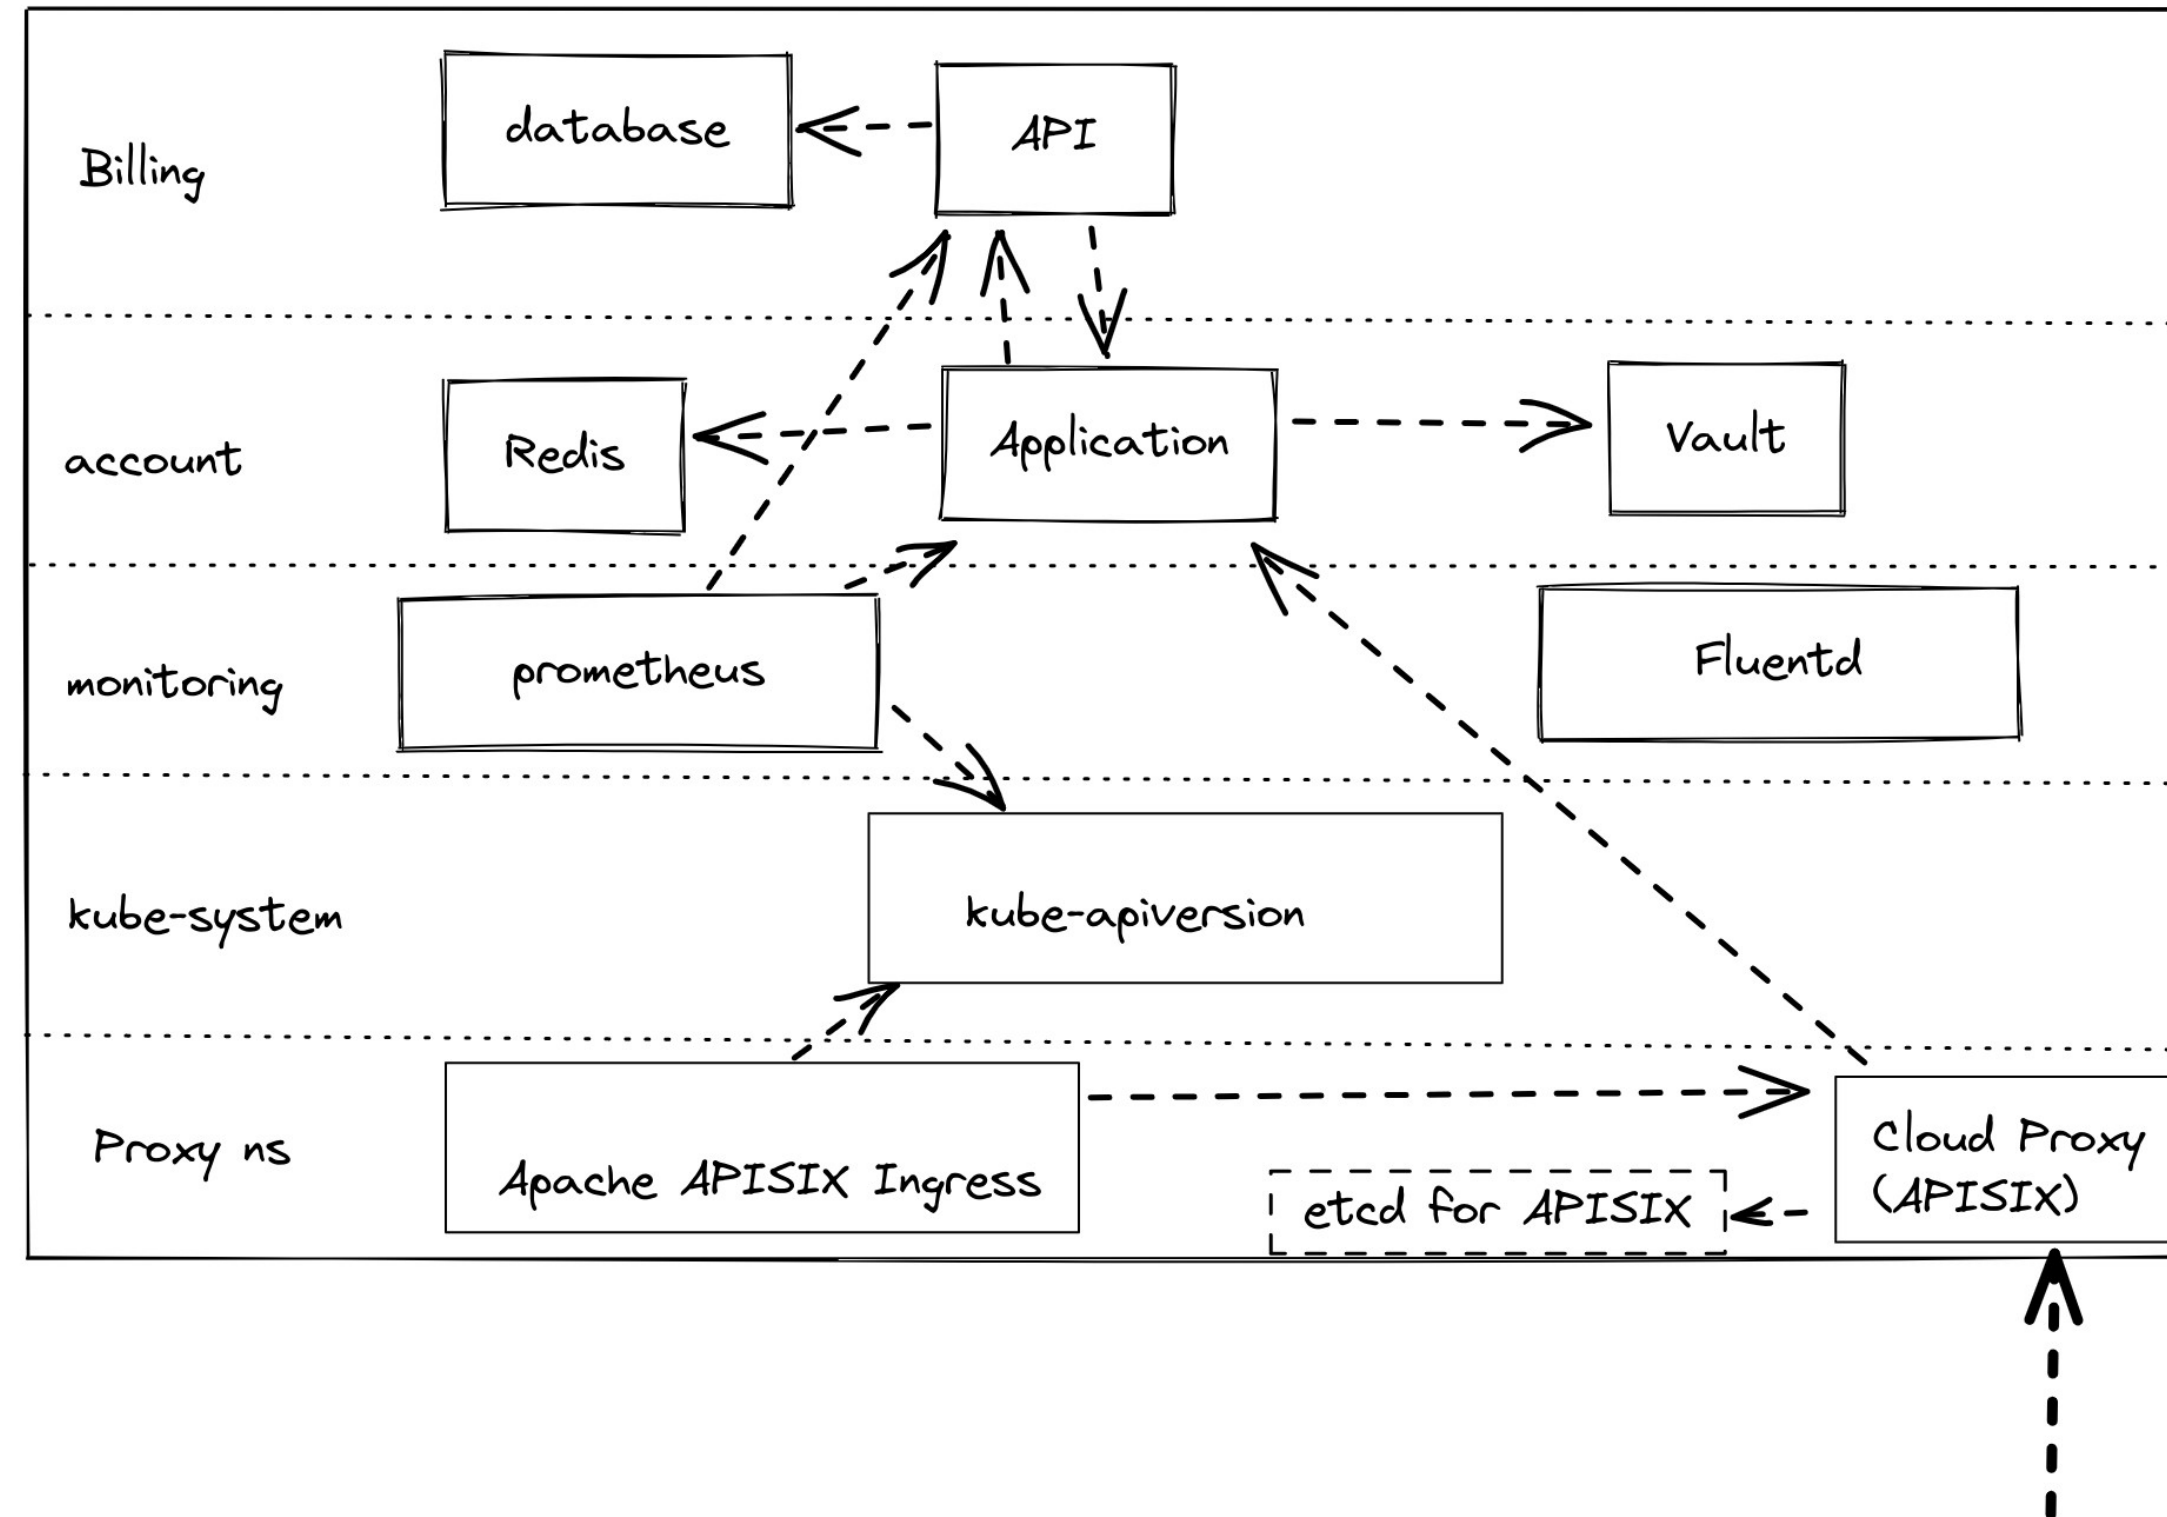 database
API
Billing
Redis
Application
Vault
account
prometheus
Fluentd
monitoring
kube-system
kube-apiversion
Proxy ns
Apache APISIX Ingress
etcd for APISIX
Cloud Proxy
(APISIX)